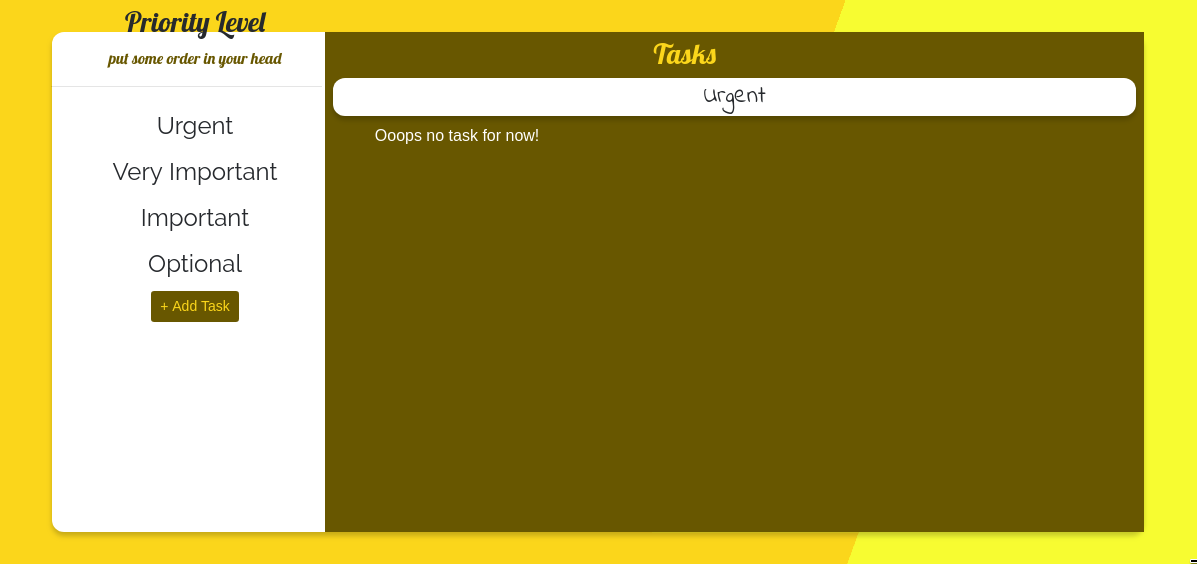 Priority Level
put some order in your head
Urgent
Very Important
Important
Optional
+ Add Task
Tasks
Urgent
Ooops no task for now!